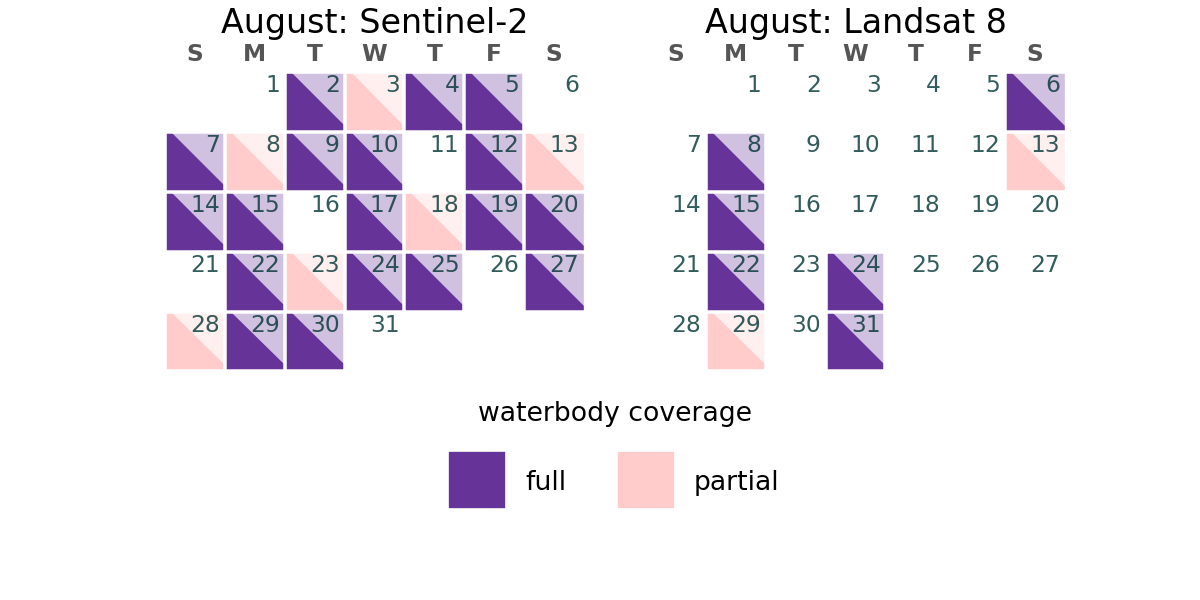 August: Sentinel-2
S M T W T F S
1 2 3 4 5 6
7 8 9 10 11 12 13
14 15 16 17 18 19 20
21 22 23 24 25 26 27
28 29 30 31
August: Landsat 8
S M T W T F S
1 2 3 4 5 6
7 8 9 10 11 12 13
14 15 16 17 18 19 20
21 22 23 24 25 26 27
28 29 30 31
waterbody coverage
full partial